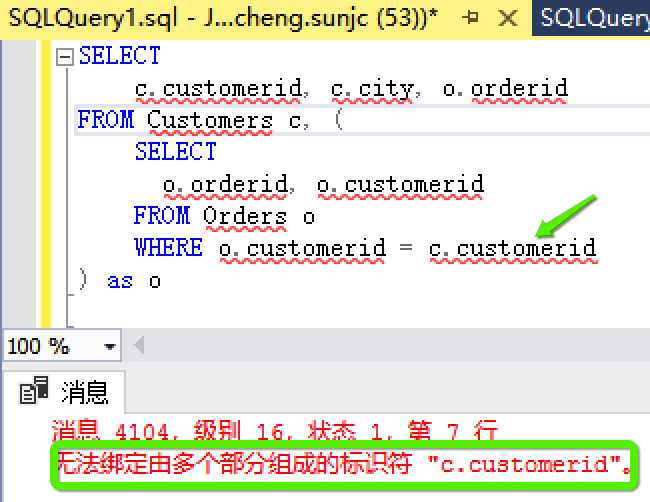 SQLQuery1.sql - J...cheng.sunjc (53))* SQLQuery
SELECT
c.customerid, c.city, o.orderid
FROM Customers c, (
SELECT
o.orderid, o.customerid
FROM Orders o
WHERE o.customerid = c.customerid
) as o
100 %
消息
消息 4104, 级别 16, 状态 1, 第 7 行
无法绑定由多个部分组成的标识符 "c.customerid"。